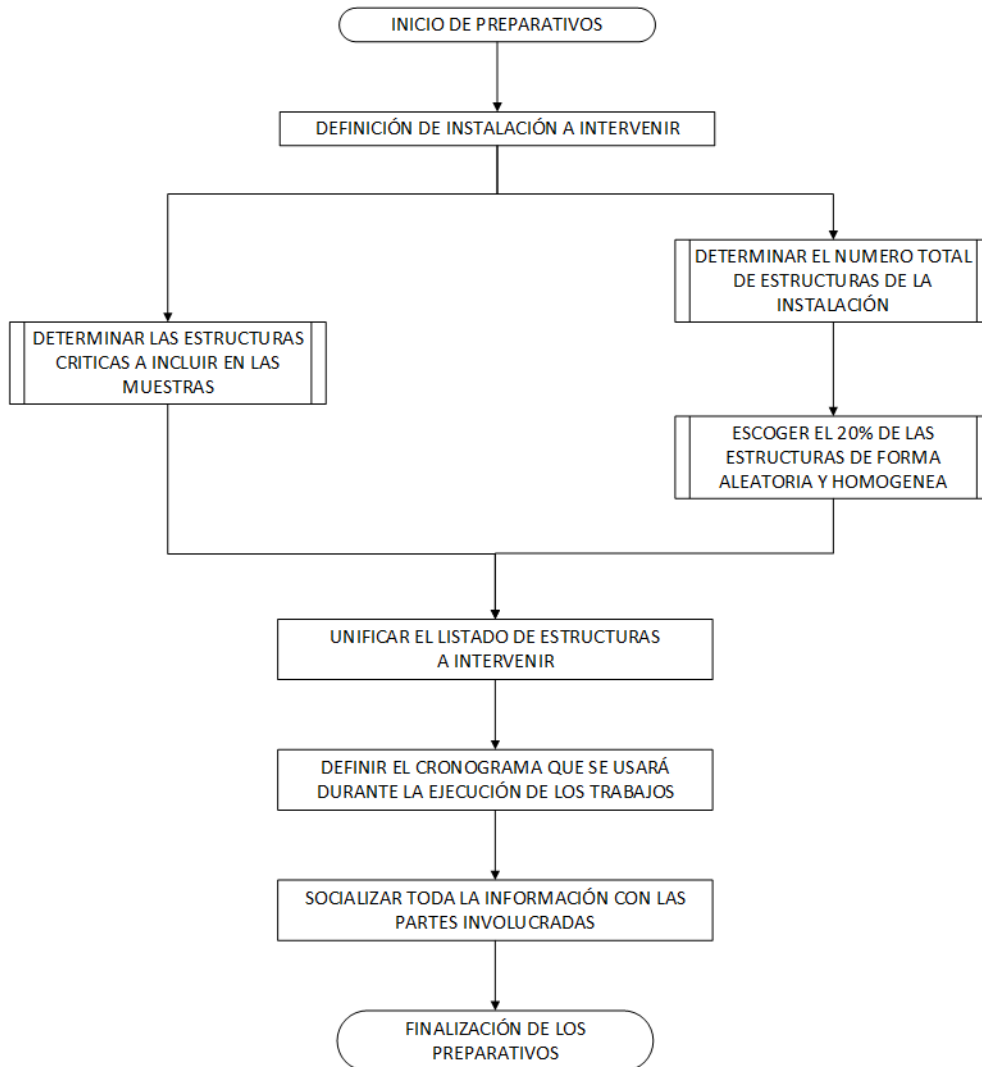 INICIO DE PREPARATIVOS
DEFINICIÓN DE INSTALACIÓN A INTERVENIR
DETERMINAR LAS ESTRUCTURAS
CRITICAS A INCLUIR EN LAS
MUESTRAS
DETERMINAR EL NUMERO TOTAL
DE ESTRUCTURAS DE LA
INSTALACIÓN
ESCOGER EL 20% DE LAS
ESTRUCTURAS DE FORMA
ALEATORIA Y HOMOGENEA
UNIFICAR EL LISTADO DE ESTRUCTURAS
A INTERVENIR
DEFINIR EL CRONOGRAMA QUE SE USARÁ
DURANTE LA EJECUCIÓN DE LOS TRABAJOS
SOCIALIZAR TODA LA INFORMACIÓN CON LAS
PARTES INVOLUCRADAS
FINALIZACIÓN DE LOS
PREPARATIVOS